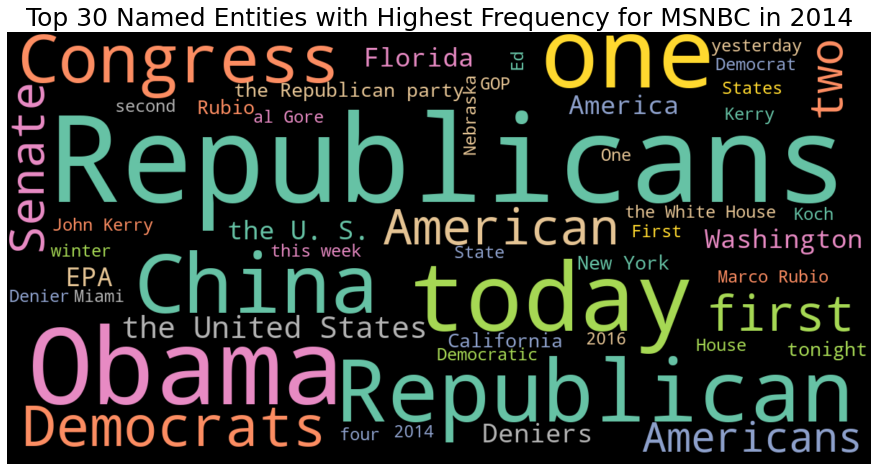 Top 30 Named Entities with Highest Frequency for MSNBC in 2014
Congress
Florida
Ed
one
yesterday
Democrat
two
the Republican party
GOP
States
Senate
second
Rubio
al Gore
Nebraska
America
Kerry
Republicans
One
John Kerry
the U. S.
American
the White House
Koch
First
Washington
winter
this week
State
New York
EPA
China
today
Marco Rubio
Denier
Miami
first
the United States
California
2016
House
tonight
Democratic
Obama
Republican
Democrats
four
2014
Deniers
Americans